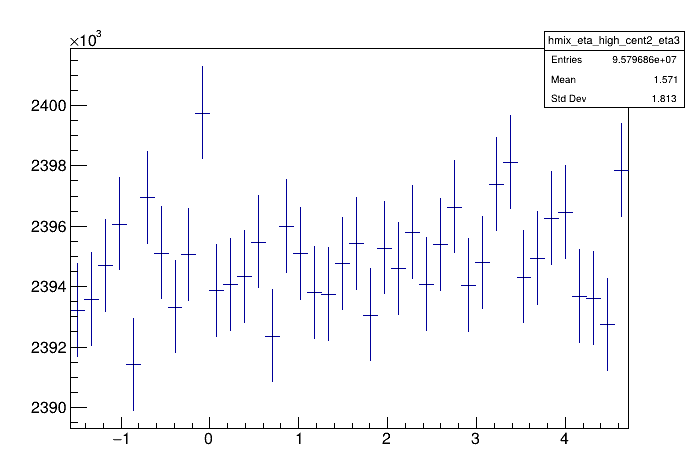 ×10³
hmix_eta_high_cent2_eta3
Entries 9.579686e+07
Mean 1.571
Std Dev 1.813
2400
2398
2396
2394
2392
2390
−1 0 1 2 3 4